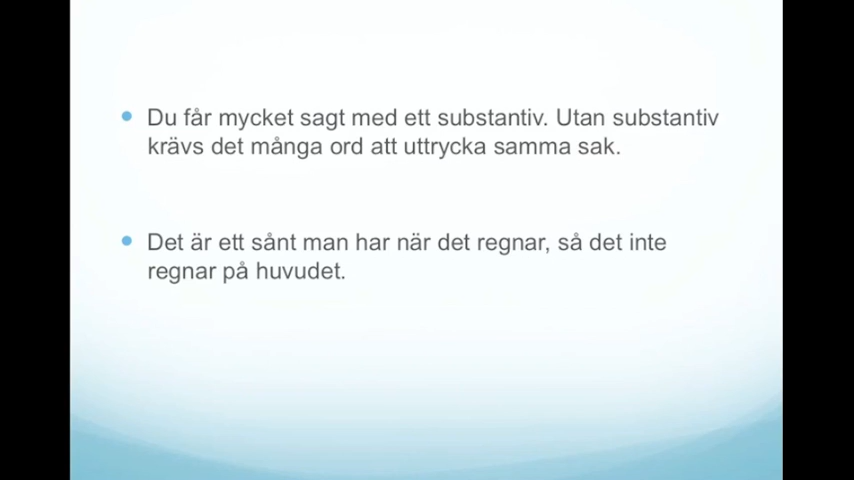 Du får mycket sagt med ett substantiv. Utan substantiv
krävs det många ord att uttrycka samma sak.
Det är ett sånt man har när det regnar, så det inte
regnar på huvudet.